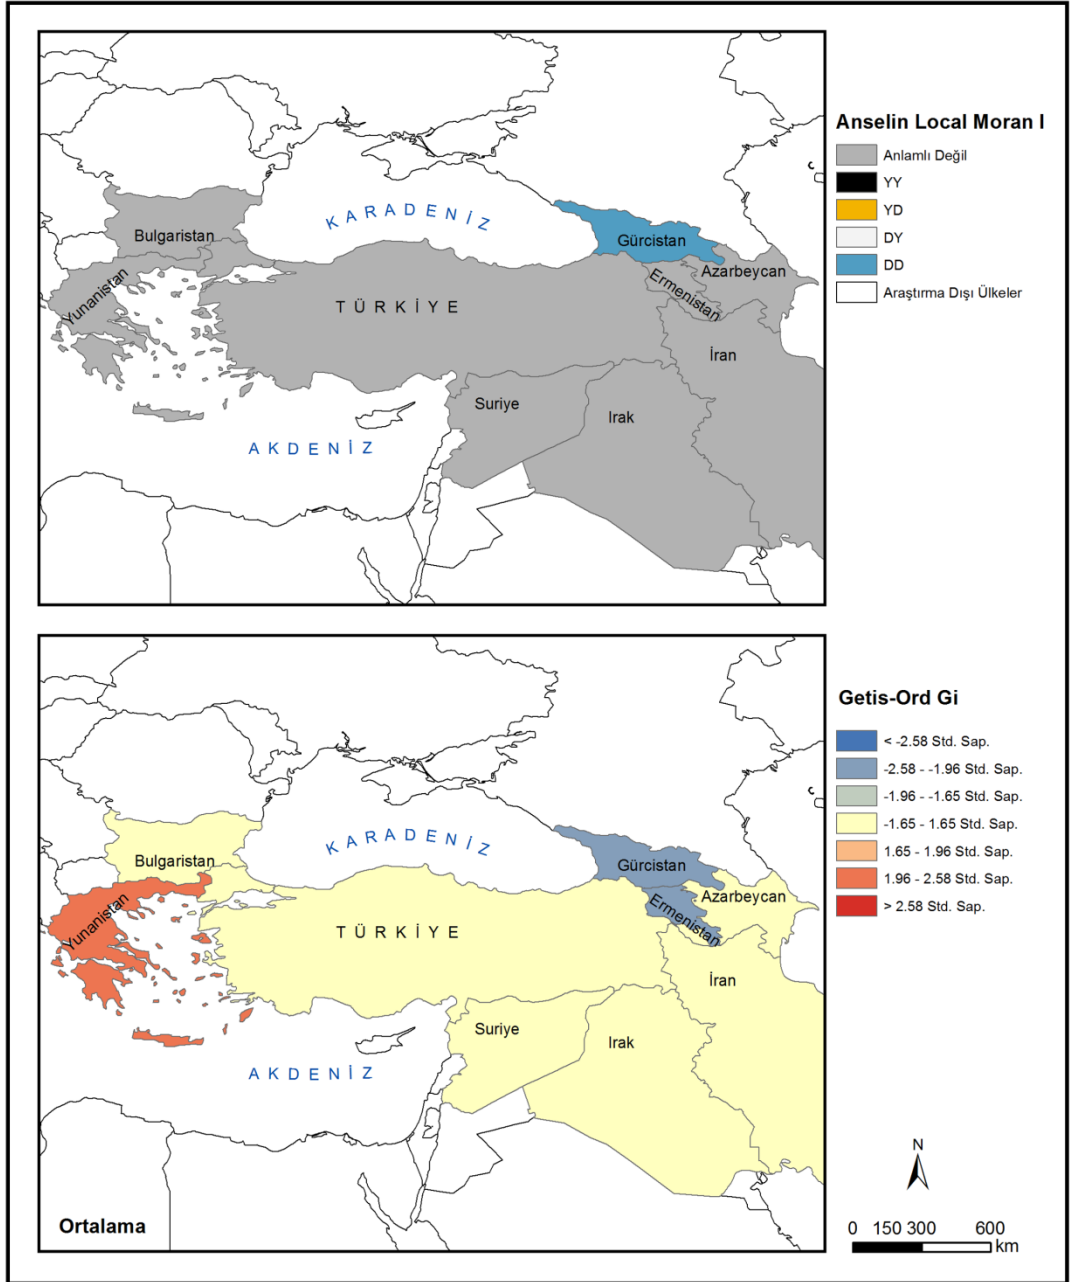 Anselin Local Moran I
Anlamlı Değil
YY
YD
DY
DD
Araştırma Dışı Ülkeler
KARADENİZ
Bulgaristan
Gürcistan
Azarbeycan
Ermenistan
Yunanistan
TÜRKİYE
İran
Suriye
Irak
AKDENİZ
Getis-Ord Gi
< -2.58 Std. Sap.
-2.58 - -1.96 Std. Sap.
-1.96 - -1.65 Std. Sap.
-1.65 - 1.65 Std. Sap.
1.65 - 1.96 Std. Sap.
1.96 - 2.58 Std. Sap.
> 2.58 Std. Sap.
KARADENİZ
Bulgaristan
Gürcistan
Azarbeycan
Ermenistan
Yunanistan
TÜRKİYE
İran
Suriye
Irak
AKDENİZ
N
Ortalama
0 150 300 600
km